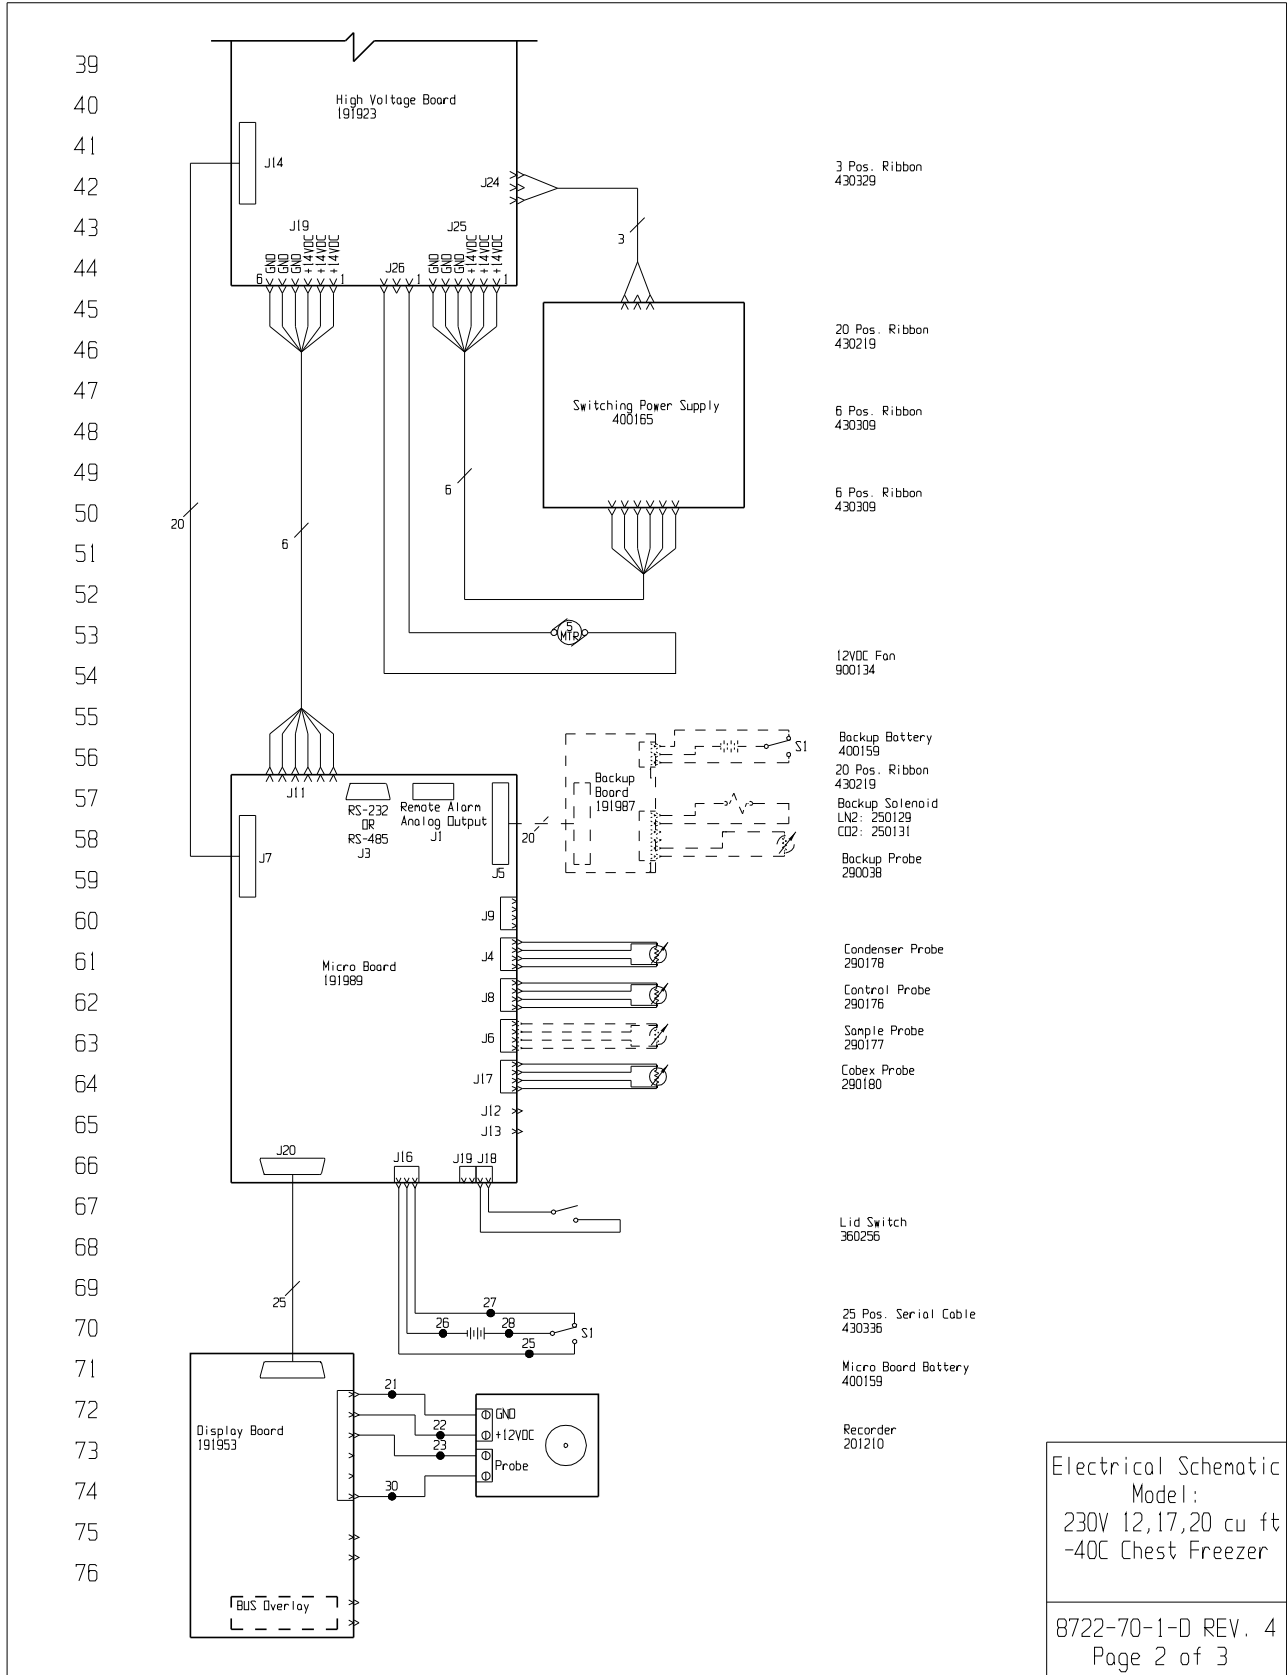 39
40
High Voltage Board
191923
41
J14
3 Pos. Ribbon
430329
42
J24
43
J19
J25
3
GND
GND
GND
+14VDC
+14VDC
+14VDC
GND
GND
GND
+14VDC
+14VDC
+14VDC
44
6
1
J26
1
1
45
20 Pos. Ribbon
430219
46
47
Switching Power Supply
400165
6 Pos. Ribbon
430309
48
49
6
6 Pos. Ribbon
430309
50
20
6
51
52
53
5
MTR
12VDC Fan
900134
54
55
56
S1
Backup Battery
400159
20 Pos. Ribbon
430219
57
J11
RS-232
OR
RS-485
J3
Remote Alarm
Analog Output
J1
Backup
Board
191987
1
Backup Solenoid
LN2: 250129
CO2: 250131
58
20
J7
Backup Probe
290038
59
J5
1
60
J9
61
Micro Board
191989
J4
Condenser Probe
290178
62
J8
Control Probe
290176
63
J6
Sample Probe
290177
64
J17
Cobex Probe
290180
65
J12
J13
66
J20
J16
J19
J18
67
Lid Switch
360256
68
69
25
27
25 Pos. Serial Cable
430336
70
26
28
S1
25
71
Micro Board Battery
400159
21
72
Display Board
191953
GND
22
+12VDC
Recorder
201210
73
23
Probe
74
30
75
76
BUS Overlay
Electrical Schematic
Model:
230V 12,17,20 cu ft
-40C Chest Freezer
8722-70-1-D REV. 4
Page 2 of 3